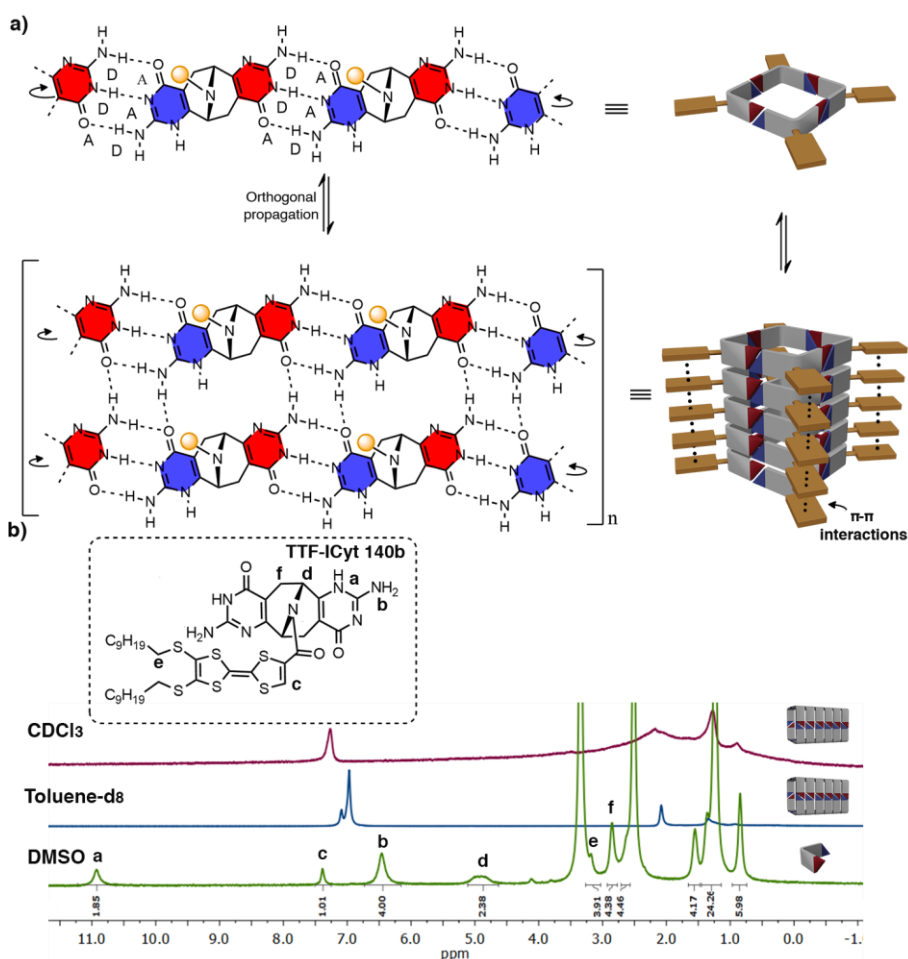 a)
H H
N N H O N N H O N N H O
D A D A
N H N N N H N N N H N
D A D A
O H N N O H N N O H N N
A D H H A D H H H H
≡
Orthogonal
propagation
H H H
N N H O N N H O N N H O
N H N N N H N N N H N
O H N N O H N N O H N N
H H H H H H
H H H
N N H O N N H O N N H O
N H N N N H N N N H N
O H N N O H N N O H N N
H H H H H H
n
≡
π-π
interactions
b)
TTF-ICyt 140b
f d H a
O N NH2
HN N b
H2N N N
C9H19 S O O
e S S
C9H19 S S S c
CDCl3
Toluene-d8
DMSO
a c b d e f
1.85 1.01 4.00 2.38 3.91 4.38 4.46 4.17 24.26 5.98
11.0 10.0 9.0 8.0 7.0 6.0 5.0 4.0 3.0 2.0 1.0 0.0 -1.
ppm